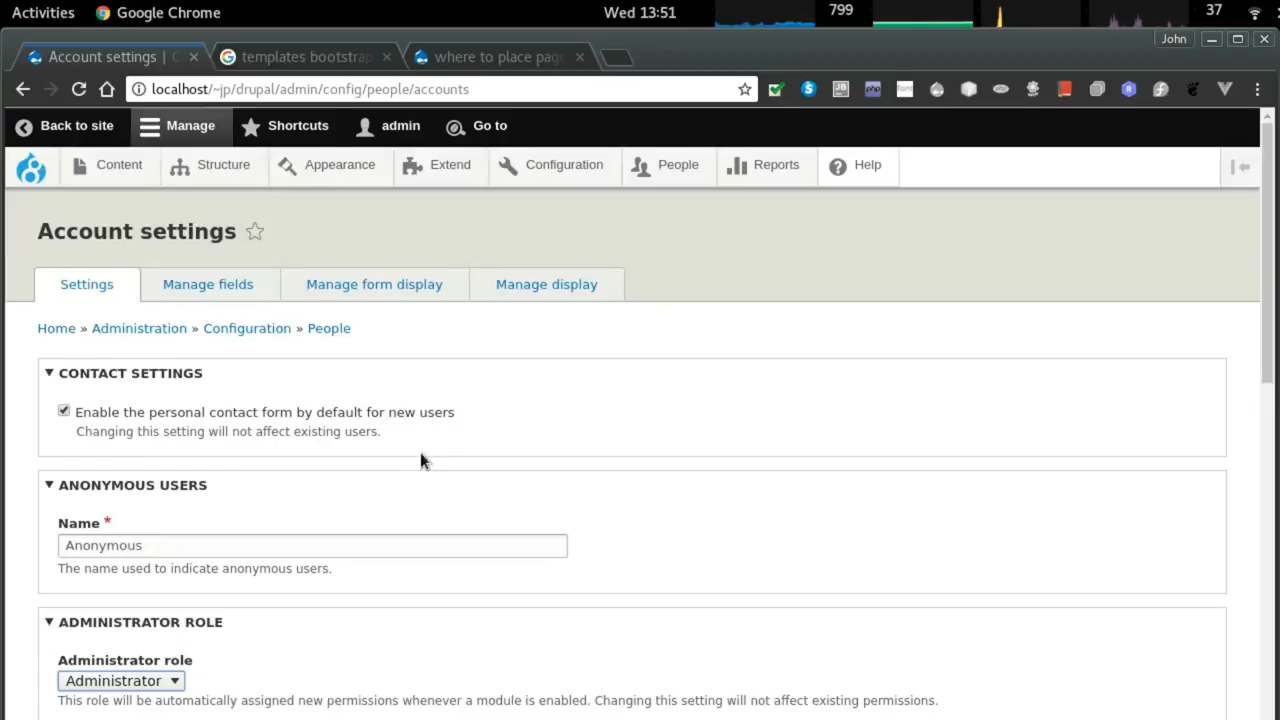 Activities Google Chrome Wed 13:51 799 37
John
Account settings | templates bootstrap where to place page
localhost/~jp/drupal/admin/config/people/accounts
Back to site Manage Shortcuts admin Go to
Content Structure Appearance Extend Configuration People Reports Help
Account settings
Settings Manage fields Manage form display Manage display
Home » Administration » Configuration » People
CONTACT SETTINGS
Enable the personal contact form by default for new users
Changing this setting will not affect existing users.
ANONYMOUS USERS
Name *
Anonymous
The name used to indicate anonymous users.
ADMINISTRATOR ROLE
Administrator role
Administrator
This role will be automatically assigned new permissions whenever a module is enabled. Changing this setting will not affect existing permissions.